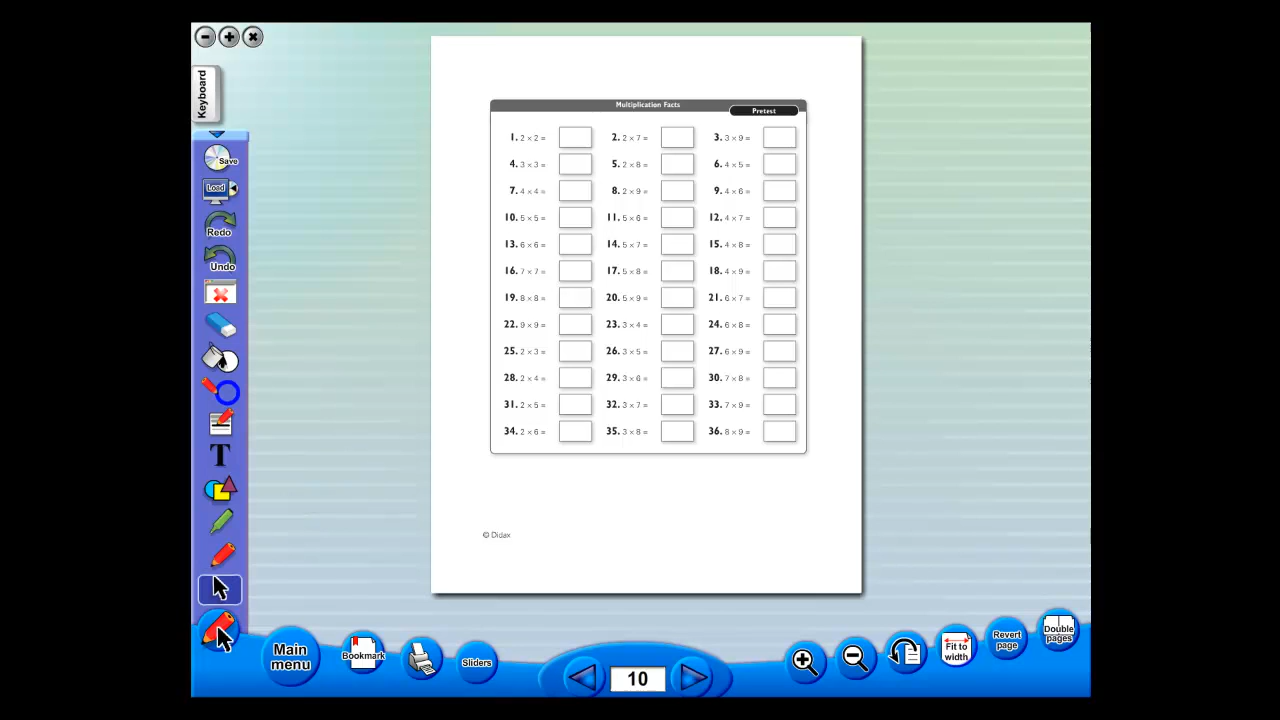 Keyboard
Multiplication Facts
Pretest
1. 2 × 2 =
2. 2 × 7 =
3. 3 × 9 =
4. 3 × 3 =
5. 2 × 8 =
6. 4 × 5 =
7. 4 × 4 =
8. 2 × 9 =
9. 4 × 6 =
10. 5 × 5 =
11. 5 × 6 =
12. 4 × 7 =
13. 6 × 6 =
14. 5 × 7 =
15. 4 × 8 =
16. 7 × 7 =
17. 5 × 8 =
18. 4 × 9 =
19. 8 × 8 =
20. 5 × 9 =
21. 6 × 7 =
22. 9 × 9 =
23. 3 × 4 =
24. 6 × 8 =
25. 2 × 3 =
26. 3 × 5 =
27. 6 × 9 =
28. 2 × 4 =
29. 3 × 6 =
30. 7 × 8 =
31. 2 × 5 =
32. 3 × 7 =
33. 7 × 9 =
34. 2 × 6 =
35. 3 × 8 =
36. 8 × 9 =
© Didax
Save
Load
Redo
Undo
T
Main
menu
Bookmark
Sliders
10
Fit to
width
Revert
page
Double
pages